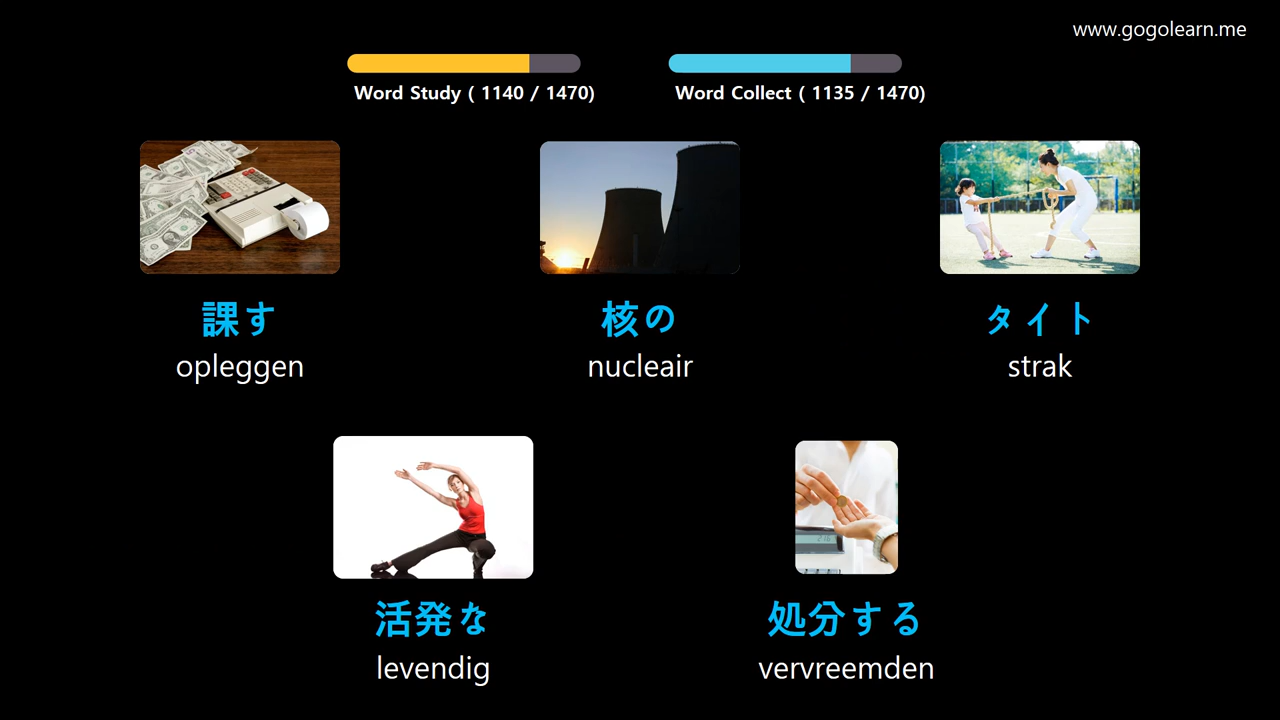 www.gogolearn.me
Word Study ( 1140 / 1470)
Word Collect ( 1135 / 1470)
課す
opleggen
核の
nucleair
タイト
strak
活発な
levendig
処分する
vervreemden